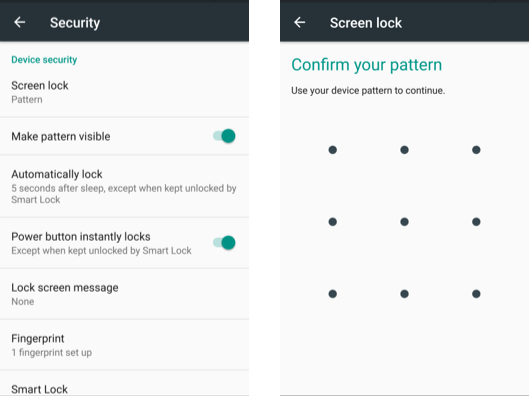 Security
Device security
Screen lock
Pattern
Make pattern visible
Automatically lock
5 seconds after sleep, except when kept unlocked by
Smart Lock
Power button instantly locks
Except when kept unlocked by Smart Lock
Lock screen message
None
Fingerprint
1 fingerprint set up
Smart Lock
Screen lock
Confirm your pattern
Use your device pattern to continue.